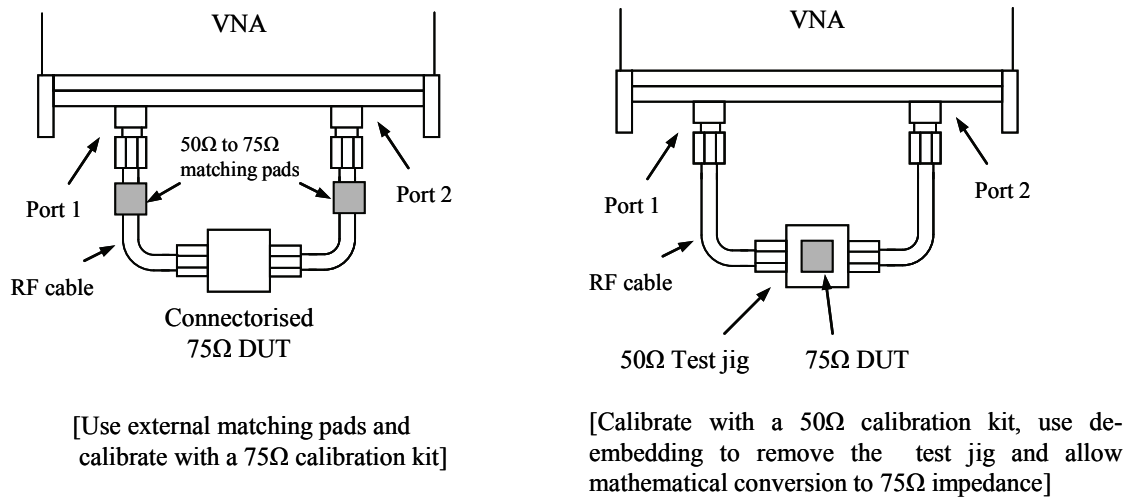 VNA
50Ω to 75Ω
matching pads
Port 1
Port 2
RF cable
Connectorised
75Ω DUT
[Use external matching pads and
calibrate with a 75Ω calibration kit]
VNA
Port 1
Port 2
RF cable
50Ω Test jig
75Ω DUT
[Calibrate with a 50Ω calibration kit, use de-
embedding to remove the test jig and allow
mathematical conversion to 75Ω impedance]